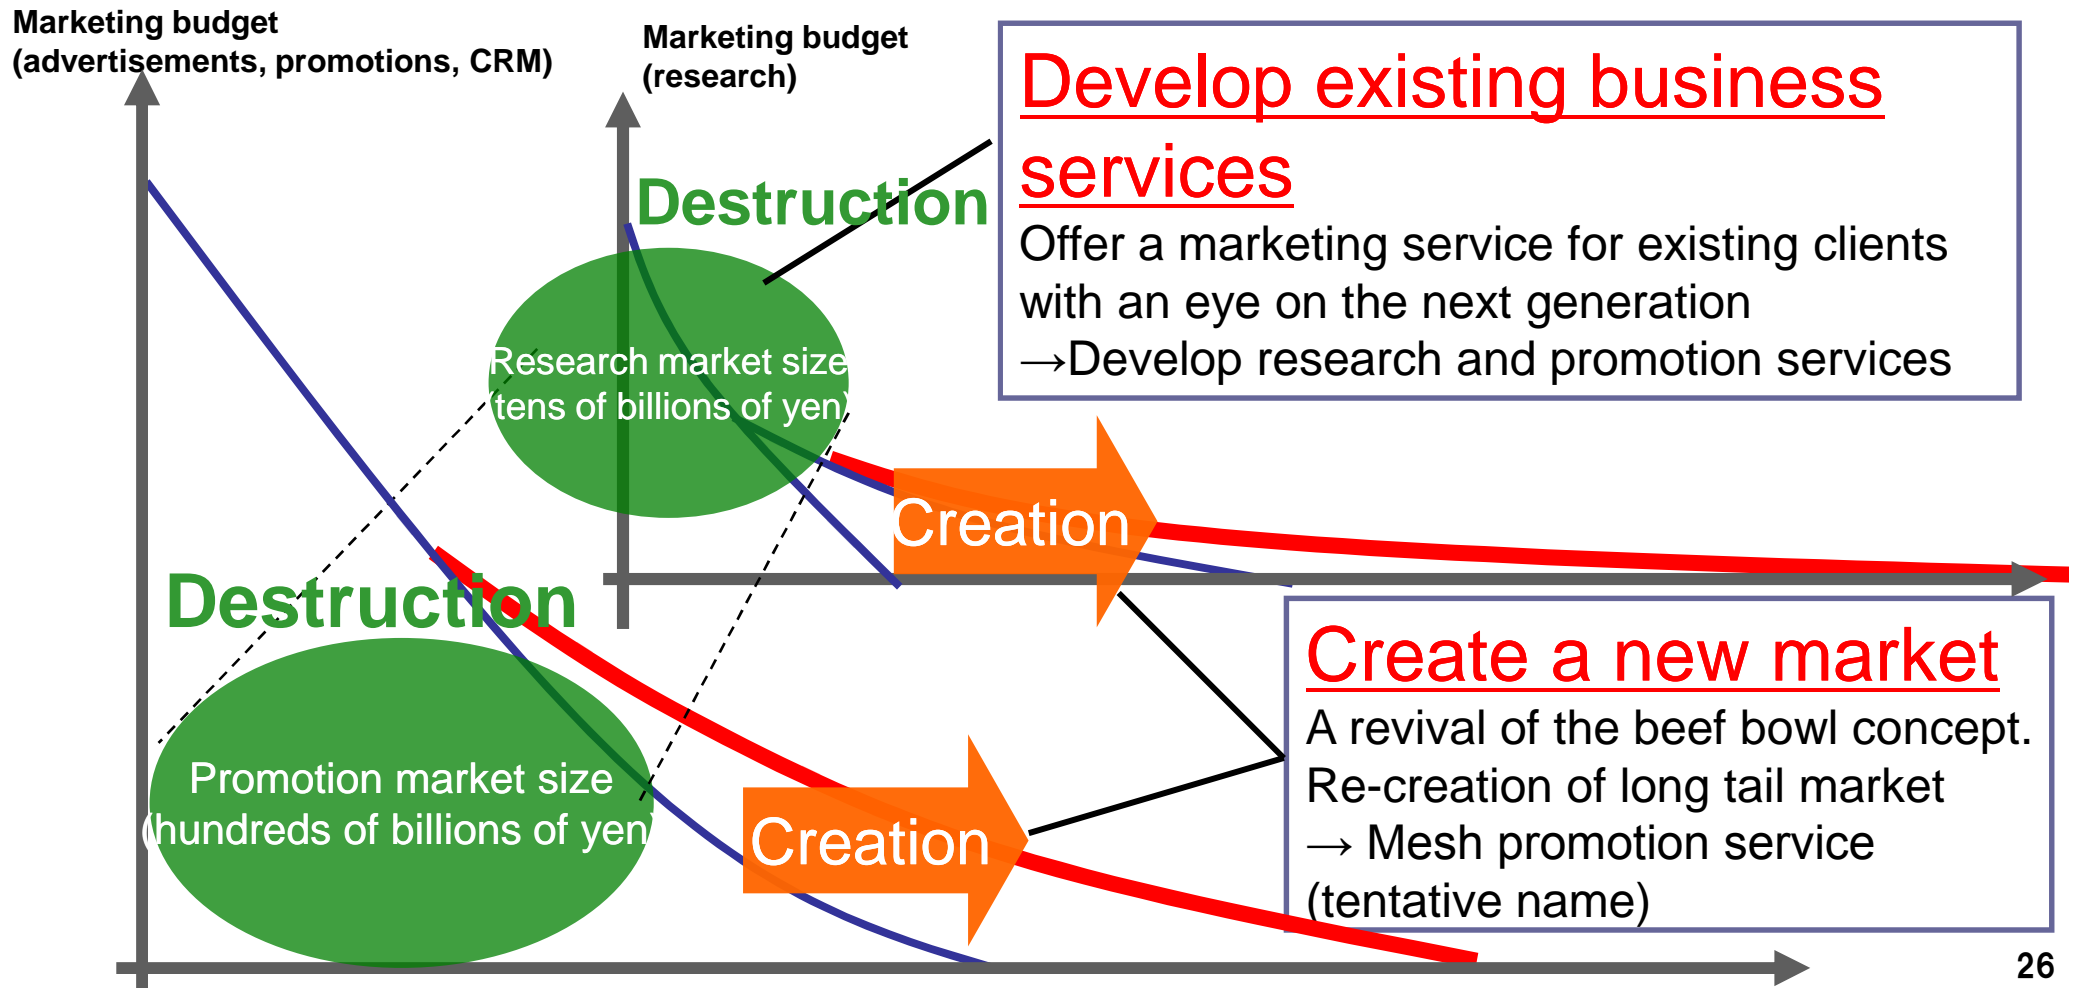 Marketing budget
(advertisements, promotions, CRM)
Marketing budget
(research)
Develop existing business
services
Offer a marketing service for existing clients
with an eye on the next generation
→Develop research and promotion services
Destruction
Research market size
(tens of billions of yen)
Creation
Destruction
Promotion market size
(hundreds of billions of yen)
Creation
Create a new market
A revival of the beef bowl concept.
Re-creation of long tail market
→ Mesh promotion service
(tentative name)
26